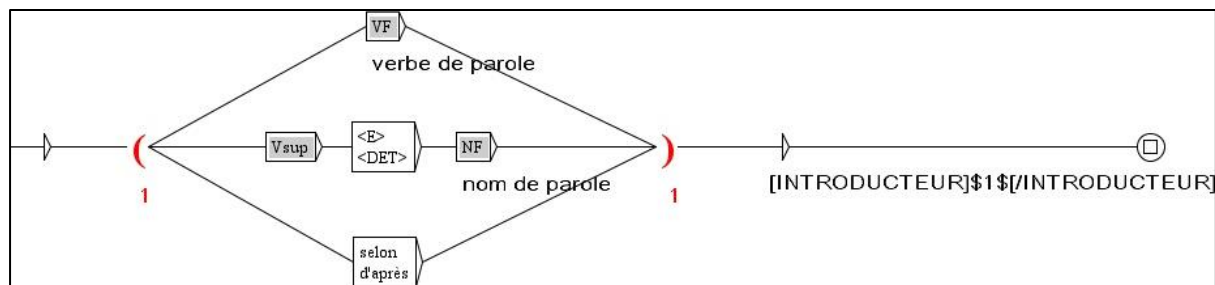 VF
verbe de parole
(
Vsup
<E>
<DET>
NF
)
1
nom de parole
1
[INTRODUCTEUR]$1$[/INTRODUCTEUR]
selon
d'après